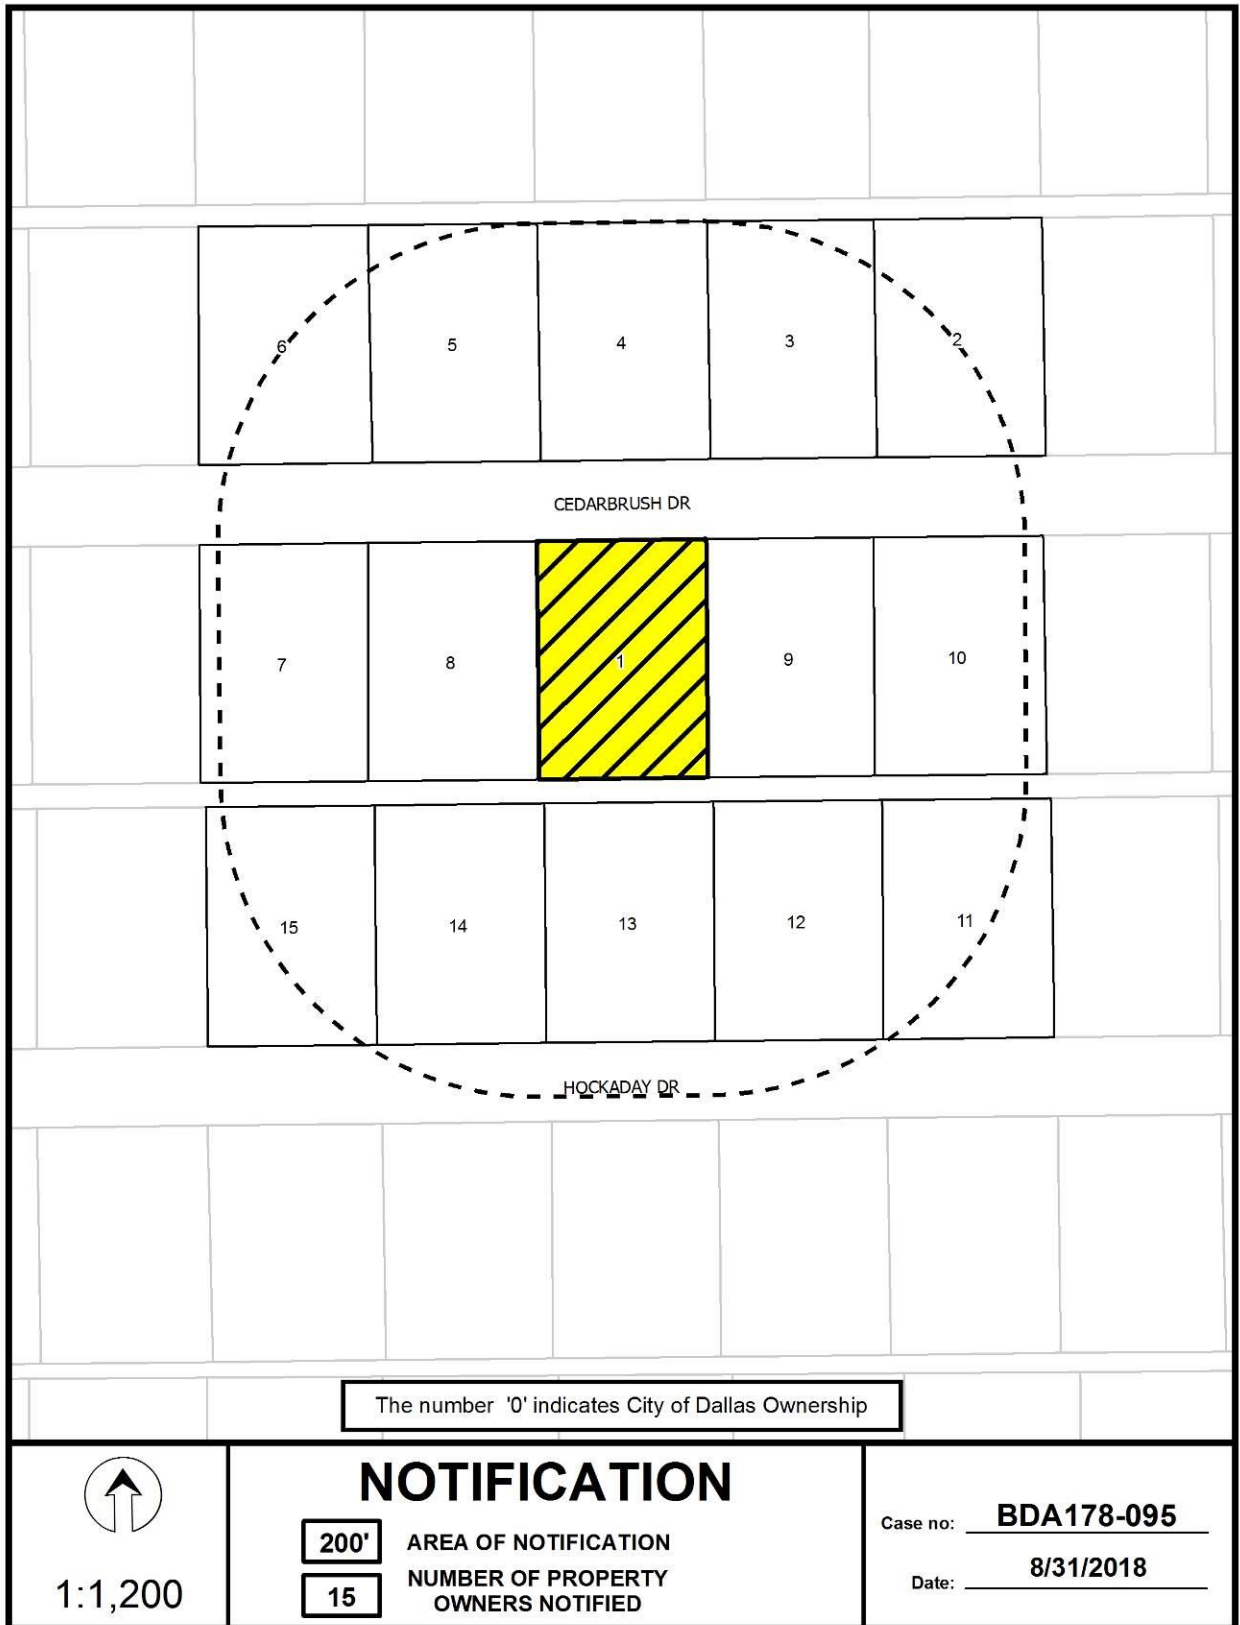 6 5 4 3 2
CEDARBRUSH DR
7 8 1 9 10
15 14 13 12 11
HOCKADAY DR
The number '0' indicates City of Dallas Ownership
1:1,200
NOTIFICATION
200' AREA OF NOTIFICATION
15 NUMBER OF PROPERTY
OWNERS NOTIFIED
Case no: BDA178-095
Date: 8/31/2018